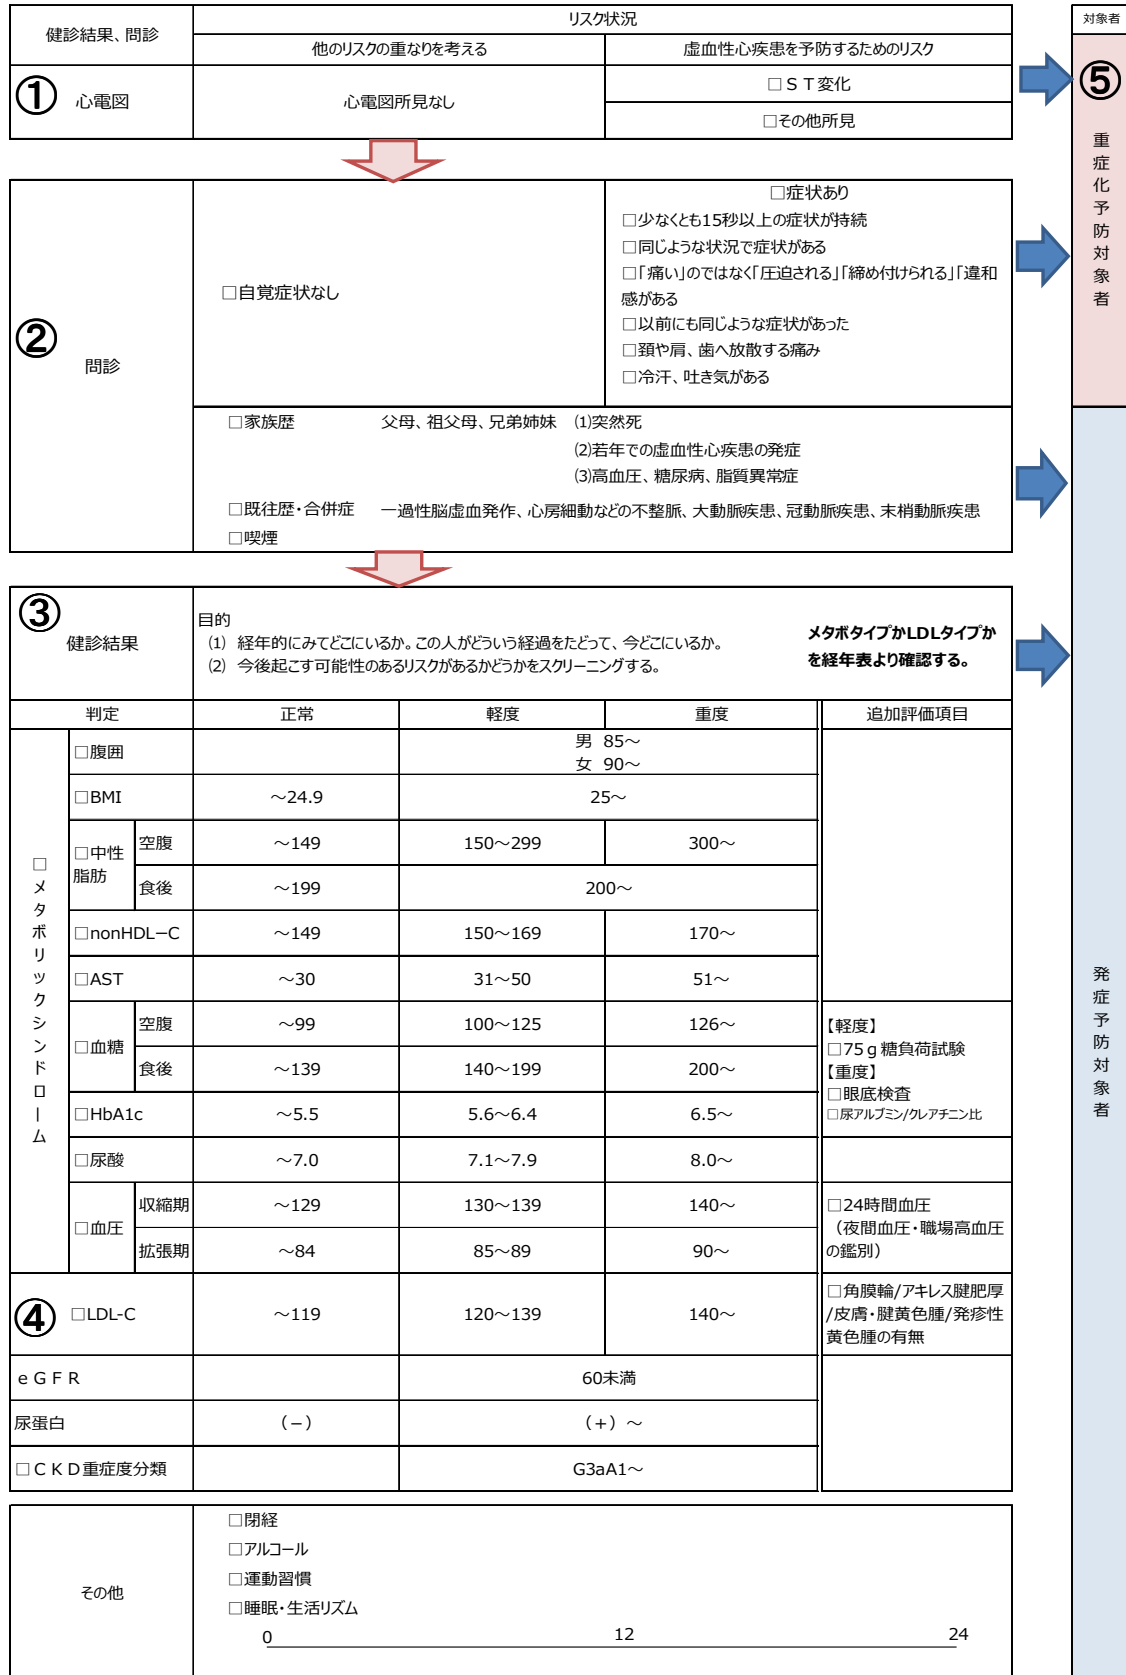 健診結果、問診
リスク状況
対象者
他のリスクの重なりを考える
虚血性心疾患を予防するためのリスク
① 心電図
心電図所見なし
□ＳＴ変化
□その他所見
⑤
重症化予防対象者
② 問診
□自覚症状なし
□症状あり
□少なくとも15秒以上の症状が持続
□同じような状況で症状がある
□「痛い」のではなく「圧迫される」「締め付けられる」「違和
感がある
□以前にも同じような症状があった
□頚や肩、歯へ放散する痛み
□冷汗、吐き気がある
□家族歴 父母、祖父母、兄弟姉妹 ⑴突然死
⑵若年での虚血性心疾患の発症
⑶高血圧、糖尿病、脂質異常症
□既往歴・合併症 一過性脳虚血発作、心房細動などの不整脈、大動脈疾患、冠動脈疾患、末梢動脈疾患
□喫煙
③ 健診結果
目的
⑴ 経年的にみてどこにいるか。この人がどういう経過をたどって、今どこにいるか。
⑵ 今後起こす可能性のあるリスクがあるかどうかをスクリーニングする。
メタボタイプかLDLタイプか
を経年表より確認する。
判定 正常 軽度 重度 追加評価項目
□メタボリックシンドローム
□腹囲
男 85～
女 90～
□BMI ～24.9 25～
□中性
脂肪
空腹 ～149 150～299 300～
食後 ～199 200～
□nonHDL－C ～149 150～169 170～
□AST ～30 31～50 51～
□血糖
空腹 ～99 100～125 126～
食後 ～139 140～199 200～
【軽度】
□75ｇ糖負荷試験
【重度】
□眼底検査
□尿アルブミン/クレアチニン比
□HbA1c ～5.5 5.6～6.4 6.5～
□尿酸 ～7.0 7.1～7.9 8.0～
□血圧
収縮期 ～129 130～139 140～
拡張期 ～84 85～89 90～
□24時間血圧
（夜間血圧・職場高血圧
の鑑別）
④ □LDL-C ～119 120～139 140～
□角膜輪/アキレス腱肥厚
/皮膚・腱黄色腫/発疹性
黄色腫の有無
ｅＧＦＲ 60未満
尿蛋白 （－） （+）～
□ＣＫＤ重症度分類 G3aA1～
発症予防対象者
その他
□閉経
□アルコール
□運動習慣
□睡眠・生活リズム
0 12 24